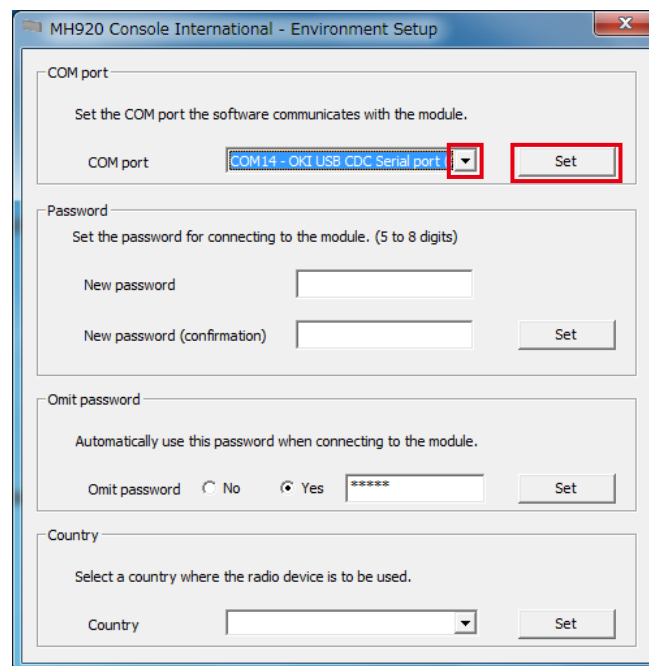 MH920 Console International - Environment Setup
COM port
Set the COM port the software communicates with the module.
COM port COM14 - OKI USB CDC Serial port ( Set
Password
Set the password for connecting to the module. (5 to 8 digits)
New password
New password (confirmation) Set
Omit password
Automatically use this password when connecting to the module.
Omit password No Yes ***** Set
Country
Select a country where the radio device is to be used.
Country Set